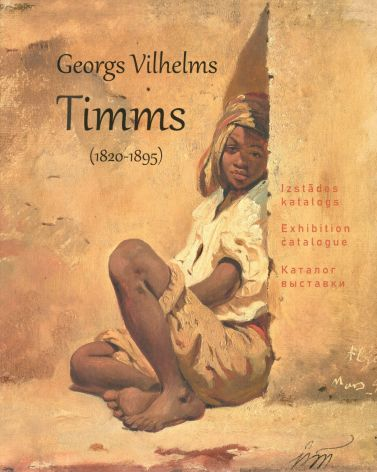 Georgs Vilhelms
Timms
(1820-1895)
Izstādes
katalogs
Exhibition
catalogue
Каталог
выставки